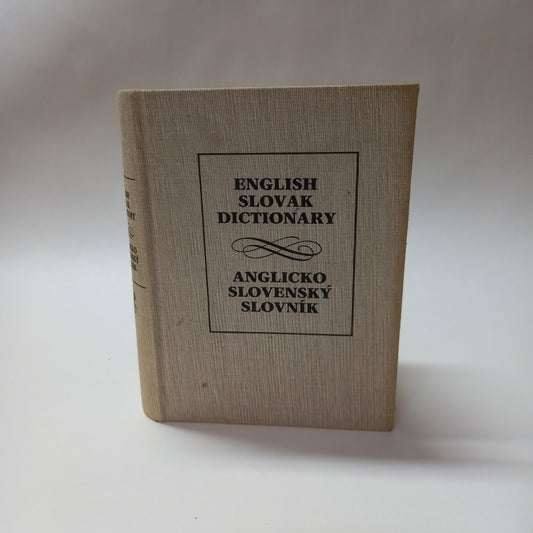 ENGLISH
SLOVAK
DICTIONARY
ANGLICKO
SLOVENSKÝ
SLOVNÍK